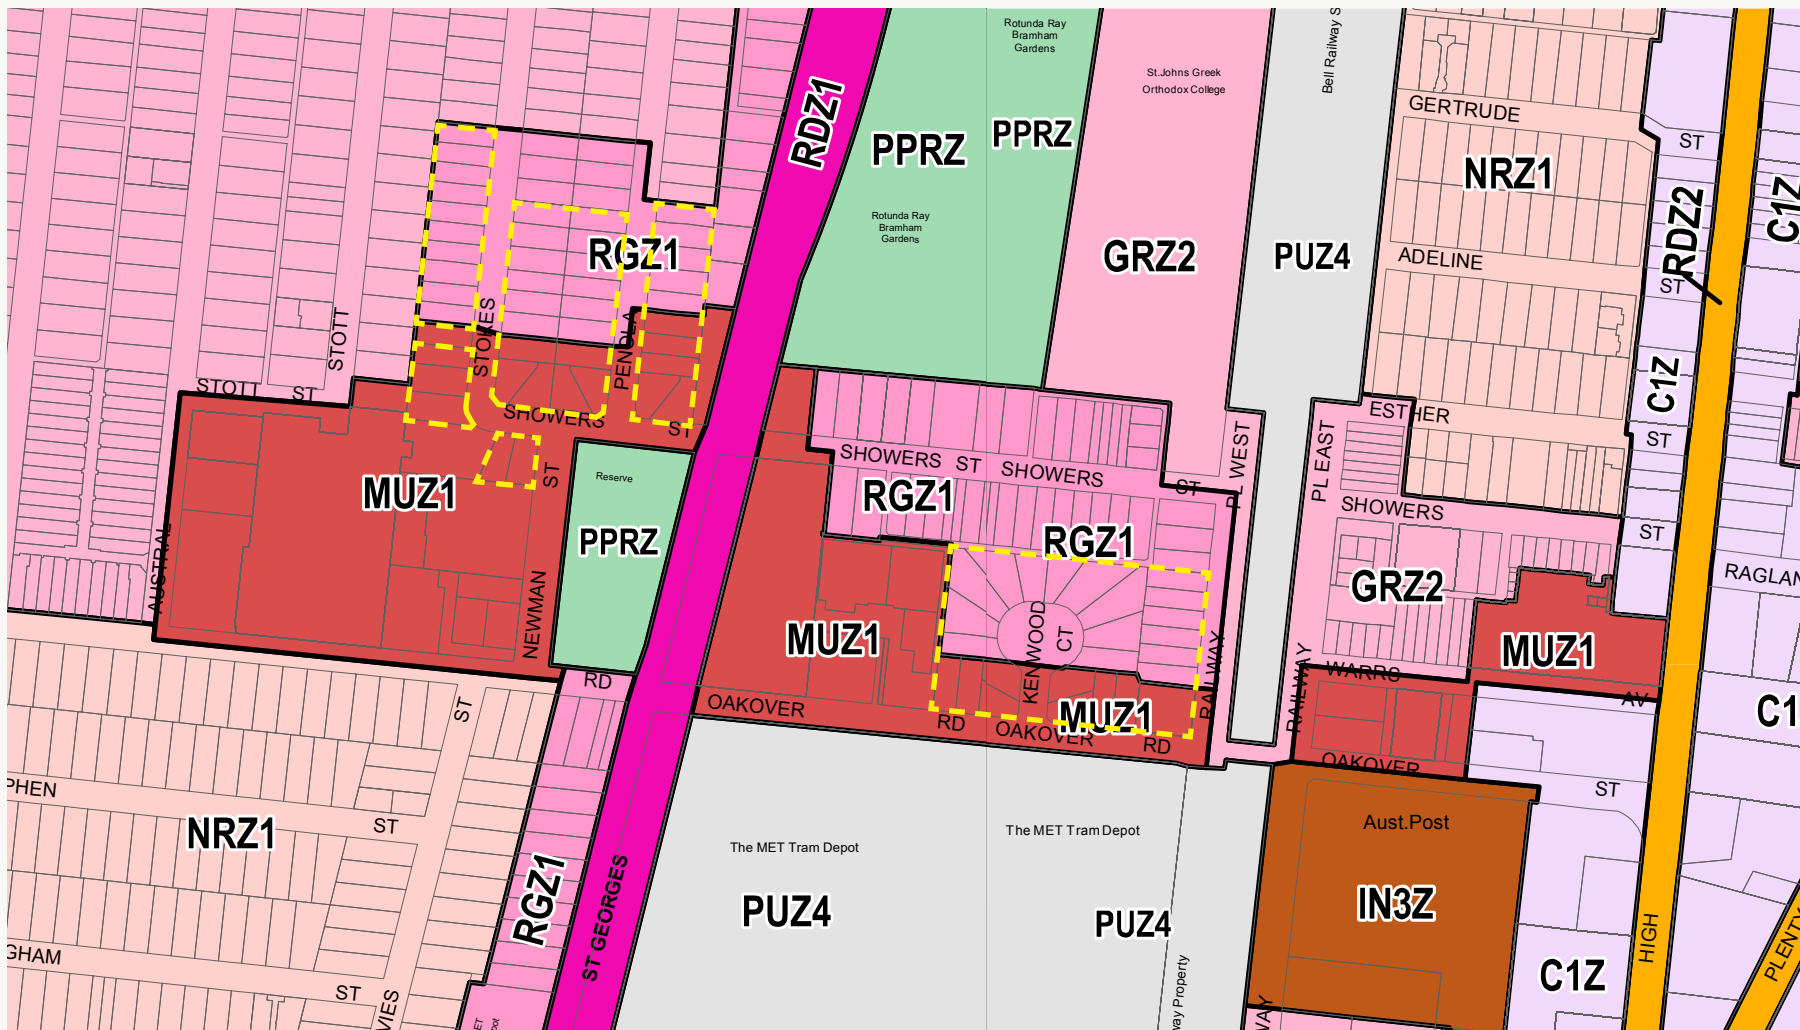 Rotunda Ray
Bramham
Gardens
St.Johns Greek
Orthodox College
Bell Railway S
RDZ1
PPRZ
PPRZ
GERTRUDE
ST
NRZ1
RDZ2
C1Z
Rotunda Ray
Bramham
Gardens
RGZ1
GRZ2
PUZ4
ADELINE
ST
STOKES
STOTT
PENOLA
STOTT
ST
SHOWERS
ST
C1Z
ESTHER
ST
SHOWERS
ST
SHOWERS
ST
PL WEST
PL EAST
Reserve
ST
MUZ1
RGZ1
SHOWERS
ST
PPRZ
RGZ1
AUSTRAL
NEWMAN
GRZ2
RAGLAN
KENWOOD
CT
MUZ1
MUZ1
RAILWAY
RAILWAY
WARRS
AV
RD
ST
OAKOVER
RD
OAKOVER
RD
MUZ1
C1
OAKOVER
ST
PHEN
ST
NRZ1
The MET Tram Depot
The MET Tram Depot
Aust.Post
RGZ1
ST GEORGES
PUZ4
PUZ4
IN3Z
GHAM
ST
VIES
way Property
WAY
C1Z
HIGH
PLENTY